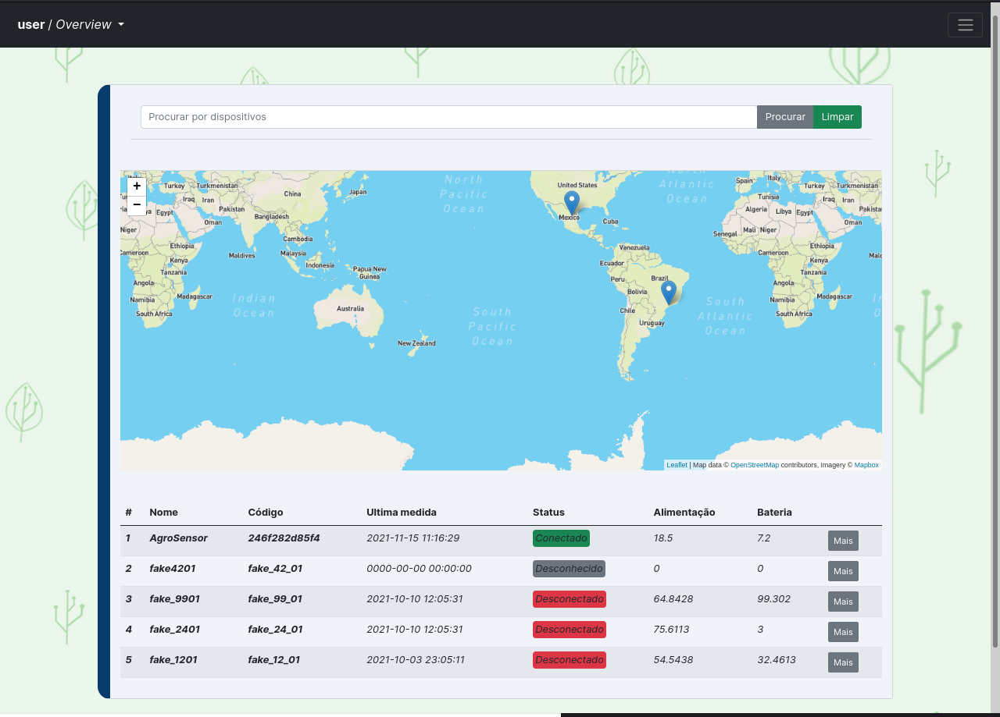 user / Overview
Procurar por dispositivos Procurar Limpar
+
−
North Pacific Ocean
North Atlantic Ocean
United States
Spain
Italy
Turkey
Turkmenistan
Turkey
Turkmenistan
China
Japan
Iraq
Iran
Tunisia
Iraq
Iran
Pakistan
Algeria
Libya
Egypt
Egypt
Bangladesh
Mexico
Cuba
Oman
Oman
Niger
Mali
Niger
Senegal
Cambodia
Ethiopia
Venezuela
Ethiopia
Cameroon
Maldives
Malaysia
Cameroon
Kenya
Indonesia
Ecuador
Kenya
Tanzania
Papua New Guinea
Peru
Brazil
Tanzania
Angola
Bolivia
Angola
Namibia
Madagascar
Indian Ocean
Namibia
Madagascar
South Africa
Australia
South Pacific Ocean
Chile
Uruguay
South Atlantic Ocean
South Africa
New Zealand
Leaflet | Map data © OpenStreetMap contributors, Imagery © Mapbox
# Nome Código Ultima medida Status Alimentação Bateria
1 AgroSensor 246f282d85f4 2021-11-15 11:16:29 Conectado 18.5 7.2 Mais
2 fake4201 fake_42_01 0000-00-00 00:00:00 Desconhecido 0 0 Mais
3 fake_9901 fake_99_01 2021-10-10 12:05:31 Desconectado 64.8428 99.302 Mais
4 fake_2401 fake_24_01 2021-10-10 12:05:31 Desconectado 75.6113 3 Mais
5 fake_1201 fake_12_01 2021-10-03 23:05:11 Desconectado 54.5438 32.4613 Mais